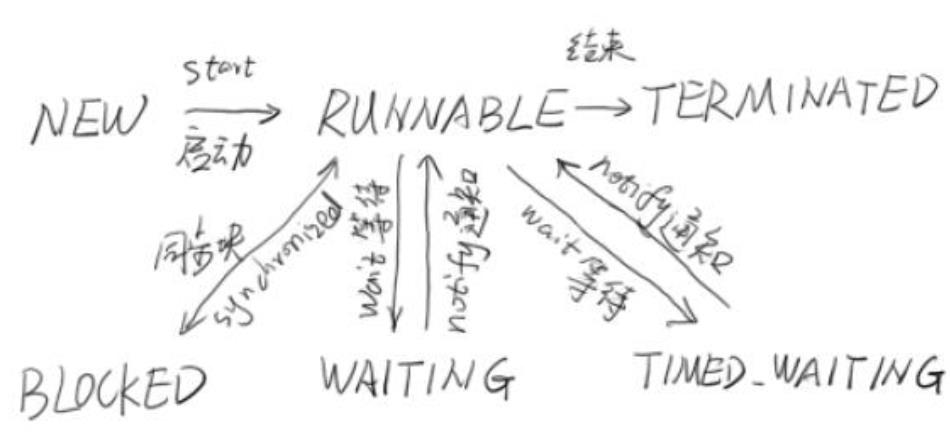 start
结束
NEW
RUNNABLE
TERMINATED
启动
同步块
synchronized
wait 等待
notify 通知
wait 等待
notify 通知
BLOCKED
WAITING
TIMED_WAITING